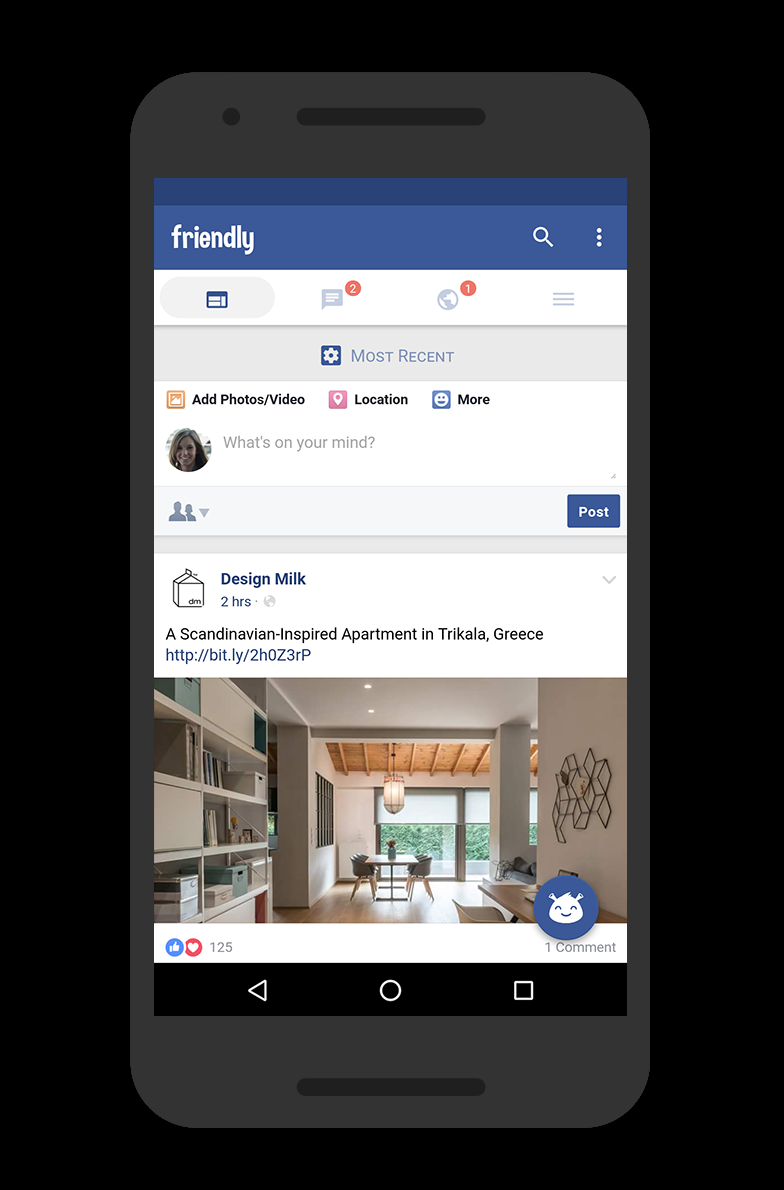 friendly
2
1
Most Recent
Add Photos/Video Location More
What's on your mind?
Post
Design Milk
2 hrs ·
dm
A Scandinavian-Inspired Apartment in Trikala, Greece
http://bit.ly/2h0Z3rP
125 1 Comment